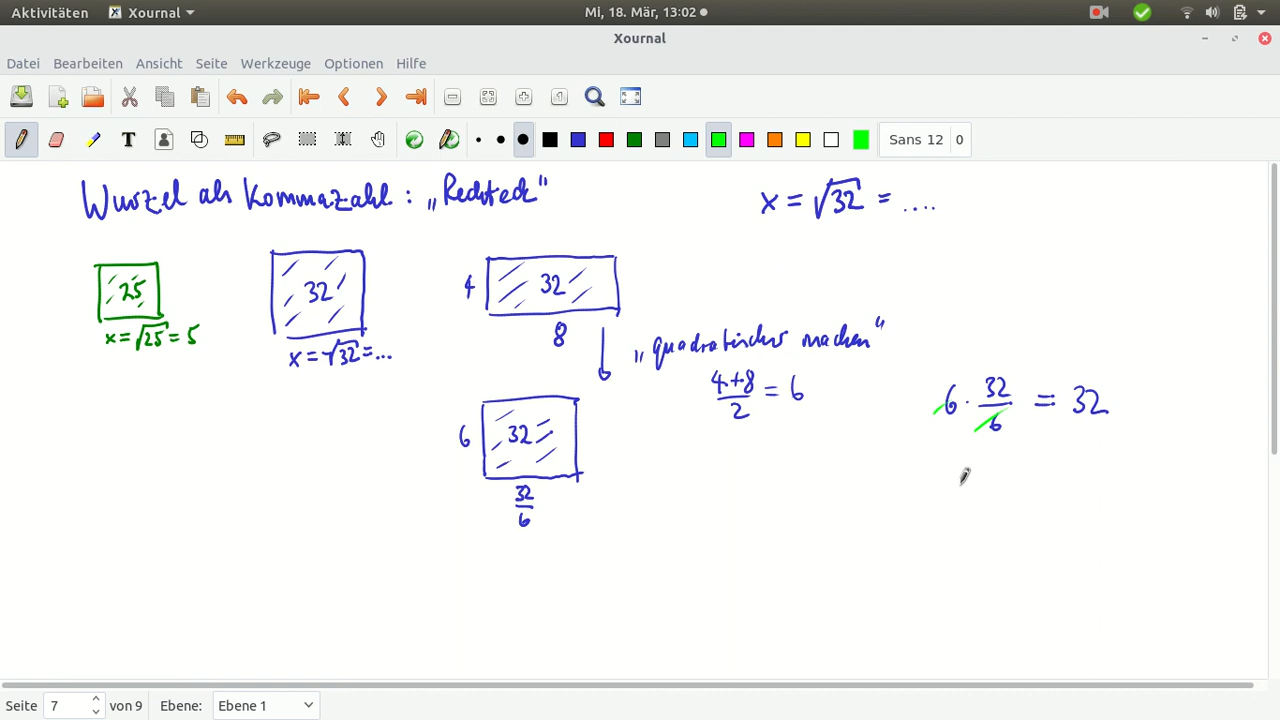 Aktivitäten Xournal Mi, 18. Mär, 13:02
Xournal
Datei Bearbeiten Ansicht Seite Werkzeuge Optionen Hilfe
Sans 12 0
Wurzel als Kommazahl : „Rechteck“
x = √32 = ....
25
x = √25 = 5
32
x = √32 = ...
4 32
8
„quadratischer machen“
(4+8)/2 = 6
6 · 32/6 = 32
6 32
32/6
Seite 7 von 9 Ebene: Ebene 1